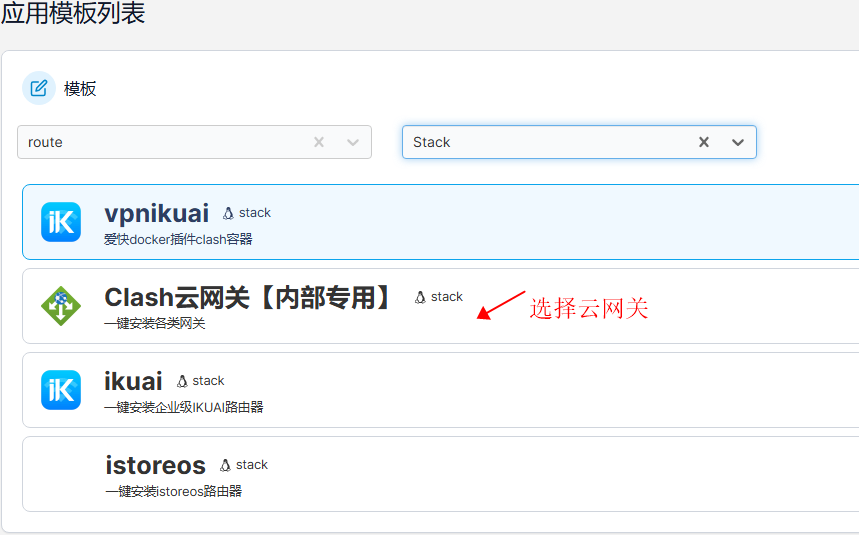 应用模板列表
模板
route
Stack
iK
vpnikuai stack
爱快docker插件clash容器
Clash云网关【内部专用】 stack
一键安装各类网关
选择云网关
iK
ikuai stack
一键安装企业级IKUAI路由器
istoreos stack
一键安装istoreos路由器